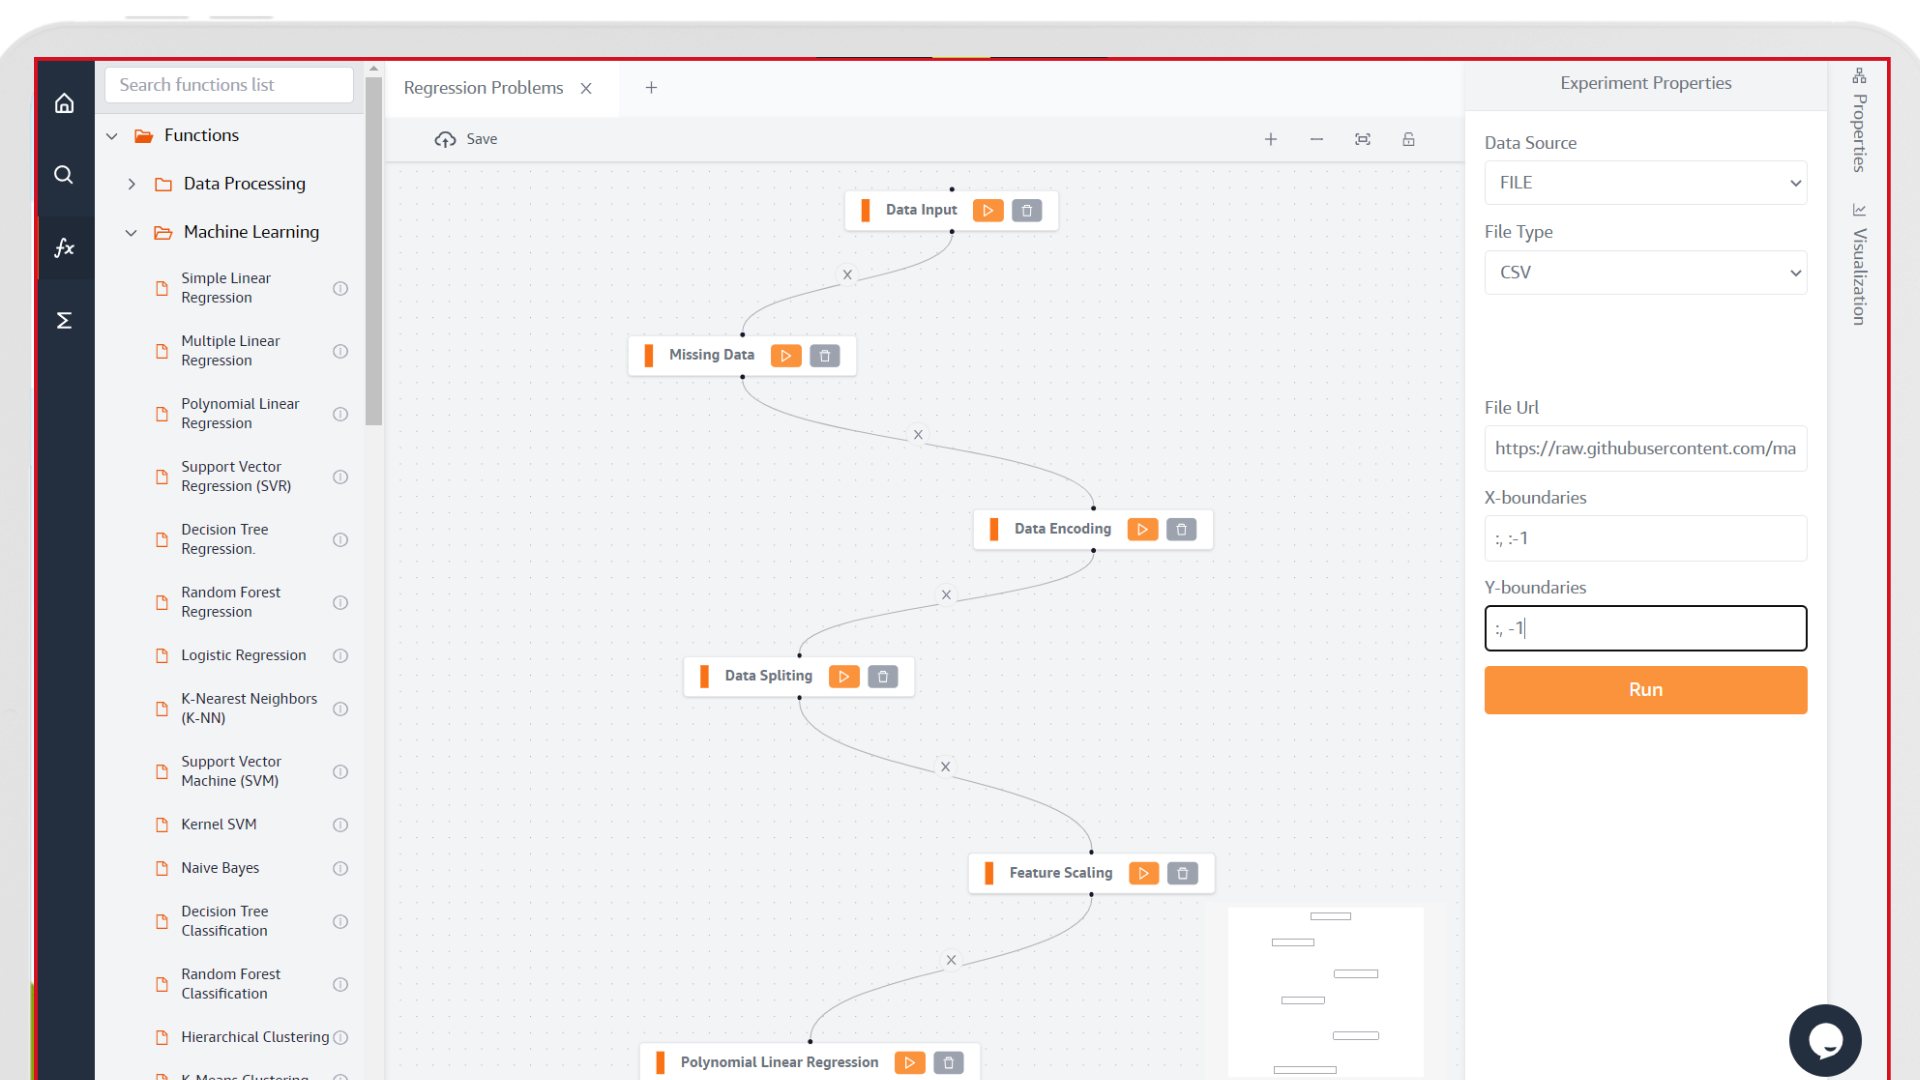 Search functions list
Functions
Data Processing
Machine Learning
Simple Linear
Regression
Multiple Linear
Regression
Polynomial Linear
Regression
Support Vector
Regression (SVR)
Decision Tree
Regression.
Random Forest
Regression
Logistic Regression
K-Nearest Neighbors
(K-NN)
Support Vector
Machine (SVM)
Kernel SVM
Naive Bayes
Decision Tree
Classification
Random Forest
Classification
Hierarchical Clustering
K-Means Clustering
Regression Problems
Save
Data Input
X
Missing Data
X
Data Encoding
X
Data Spliting
X
Feature Scaling
X
Polynomial Linear Regression
Experiment Properties
Data Source
FILE
File Type
CSV
File Url
https://raw.githubusercontent.com/ma
X-boundaries
:, :-1
Y-boundaries
:, -1
Run
Properties
Visualization